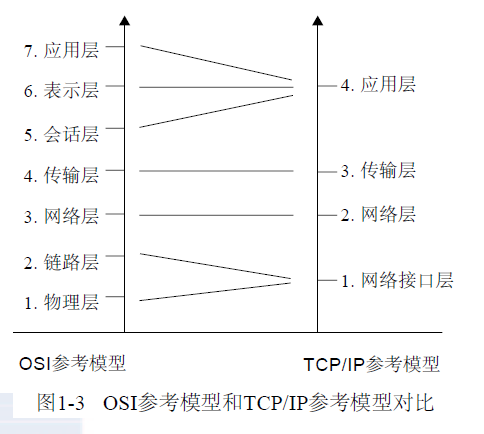 7. 应用层
6. 表示层
5. 会话层
4. 传输层
3. 网络层
2. 链路层
1. 物理层
4. 应用层
3. 传输层
2. 网络层
1. 网络接口层
OSI参考模型
TCP/IP参考模型
图1-3 OSI参考模型和TCP/IP参考模型对比